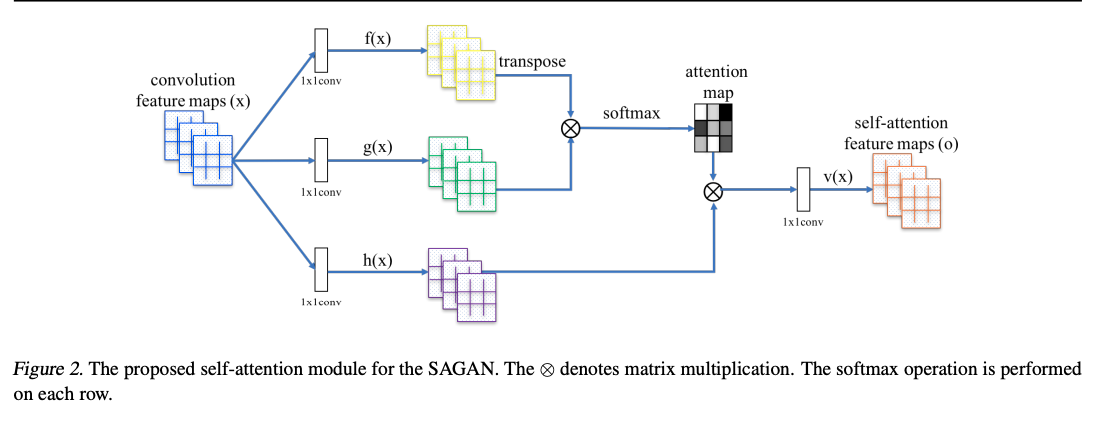 convolution
feature maps (x)
f(x)
1x1conv
transpose
g(x)
1x1conv
h(x)
1x1conv
softmax
attention
map
self-attention
feature maps (o)
v(x)
1x1conv
Figure 2. The proposed self-attention module for the SAGAN. The ⊗ denotes matrix multiplication. The softmax operation is performed
on each row.